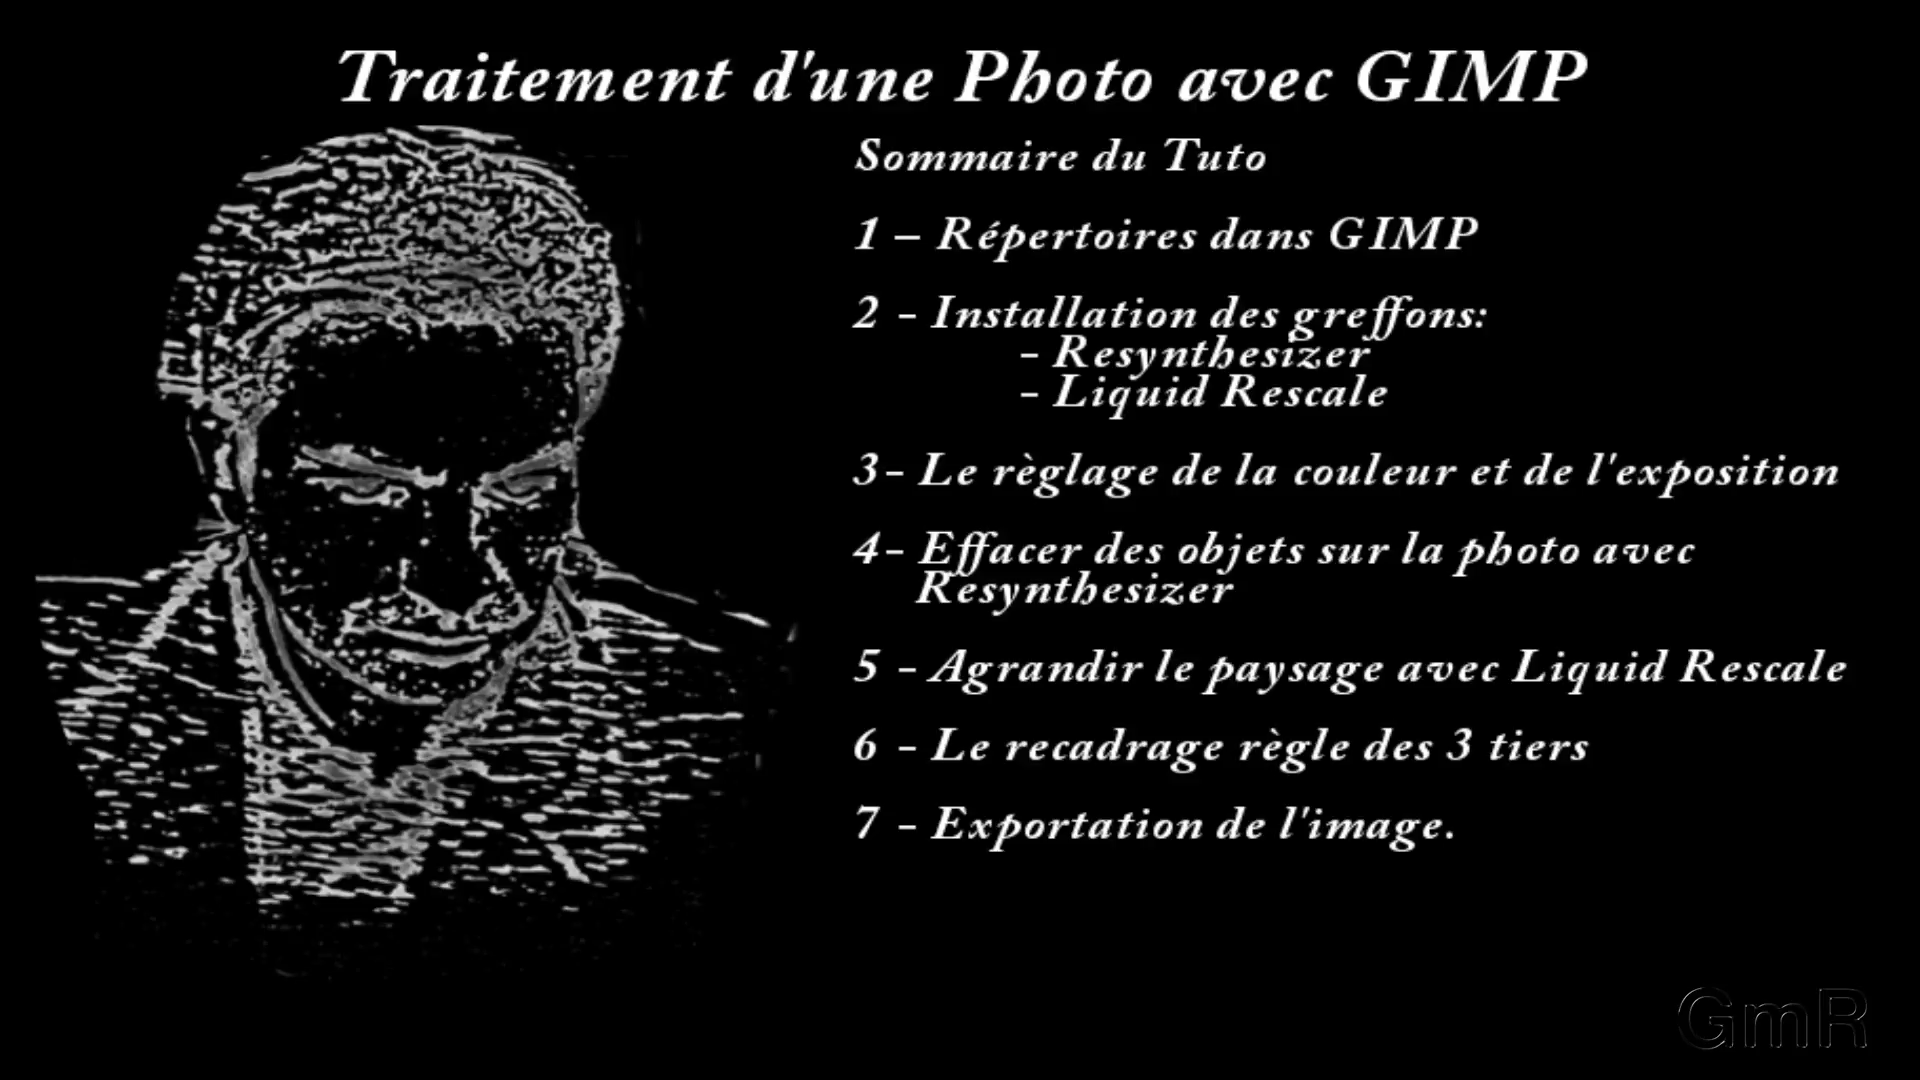 Traitement d'une Photo avec GIMP
Sommaire du Tuto
1 – Répertoires dans GIMP
2 - Installation des greffons:
- Resynthesizer
- Liquid Rescale
3- Le règlage de la couleur et de l'exposition
4- Effacer des objets sur la photo avec
Resynthesizer
5 - Agrandir le paysage avec Liquid Rescale
6 - Le recadrage règle des 3 tiers
7 - Exportation de l'image.
GmR